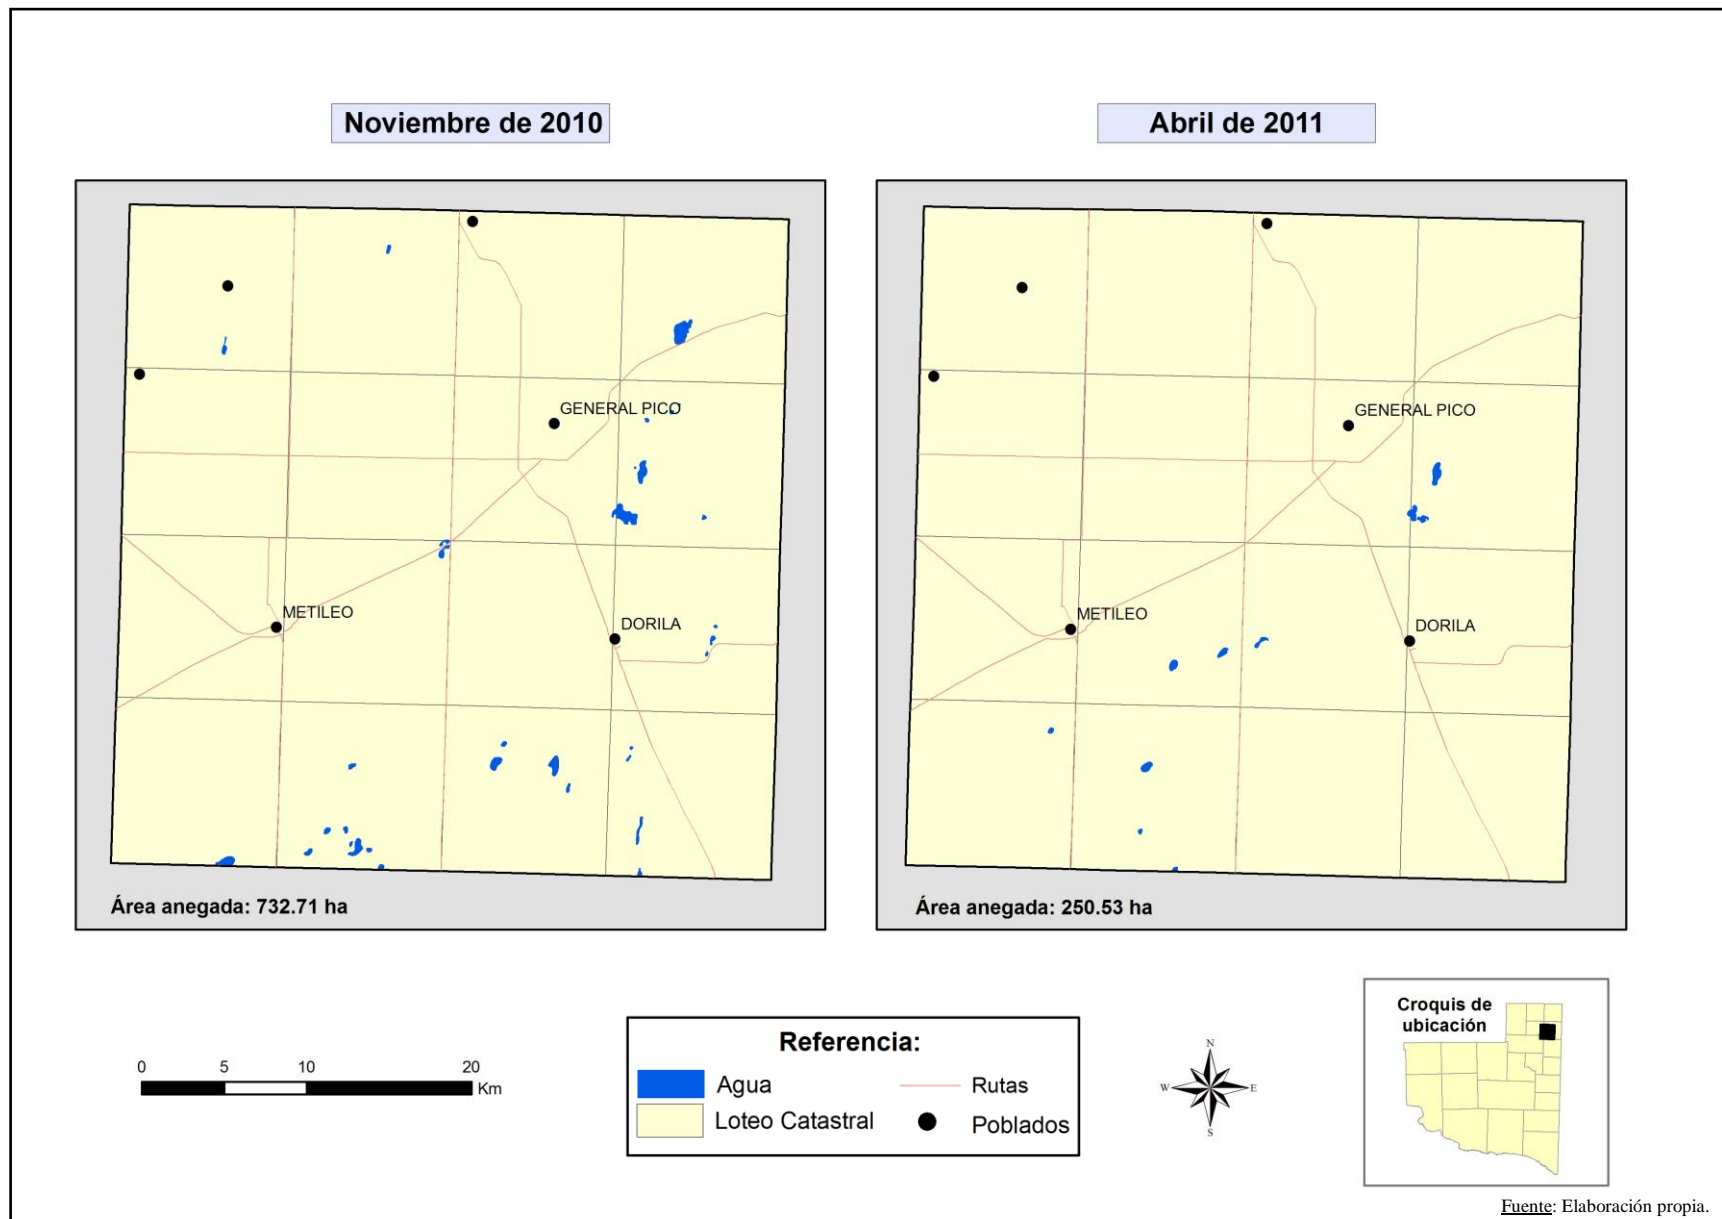 Noviembre de 2010
Abril de 2011
GENERAL PICO
METILEO
DORILA
Área anegada: 732.71 ha
GENERAL PICO
METILEO
DORILA
Área anegada: 250.53 ha
0 5 10 20
Km
Referencia:
Agua
Rutas
Loteo Catastral
Poblados
N
W E
S
Croquis de
ubicación
Fuente: Elaboración propia.